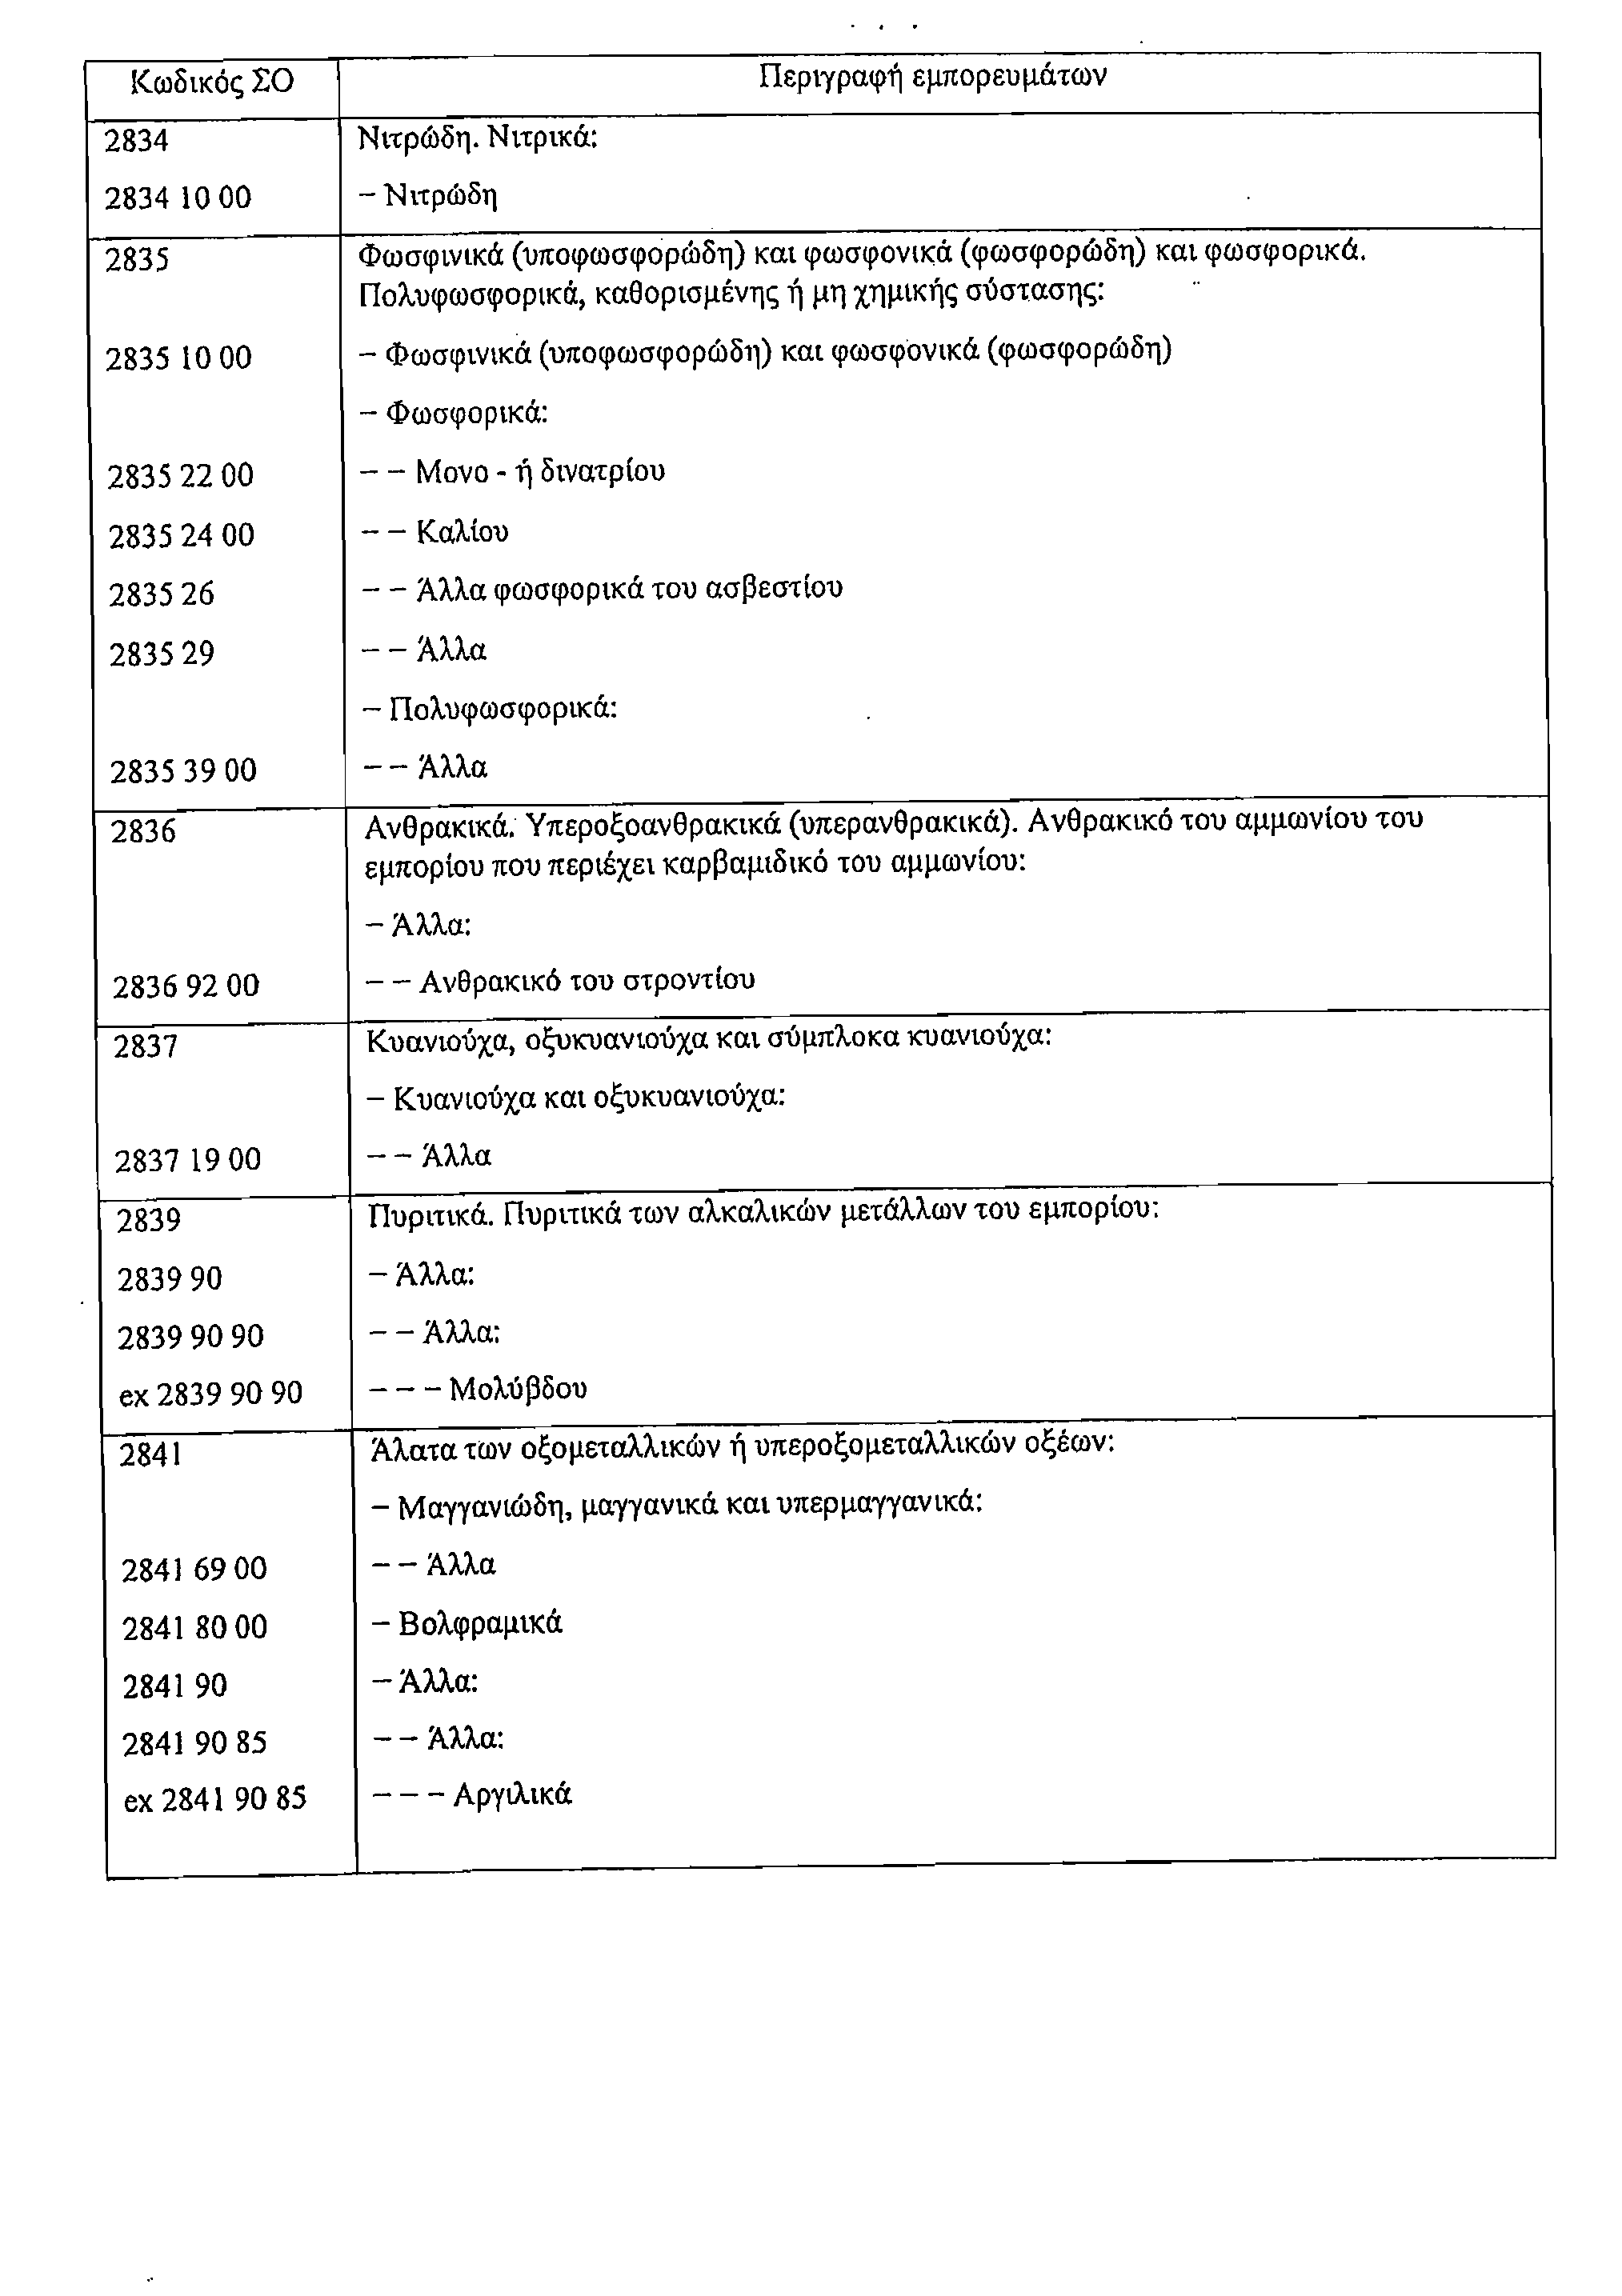 Κωδικός ΣΟ Περιγραφή εμπορευμάτων
2834 Νιτρώδη. Νιτρικά:
2834 10 00 – Νιτρώδη
2835 Φωσφινικά (υποφωσφορώδη) και φωσφονικά (φωσφορώδη) και φωσφορικά.
Πολυφωσφορικά, καθορισμένης ή μη χημικής σύστασης:
2835 10 00 – Φωσφινικά (υποφωσφορώδη) και φωσφονικά (φωσφορώδη)
– Φωσφορικά:
2835 22 00 – – Μονο - ή δινατρίου
2835 24 00 – – Καλίου
2835 26 – – Άλλα φωσφορικά του ασβεστίου
2835 29 – – Άλλα
– Πολυφωσφορικά:
2835 39 00 – – Άλλα
2836 Ανθρακικά. Υπεροξοανθρακικά (υπερανθρακικά). Ανθρακικό του αμμωνίου του
εμπορίου που περιέχει καρβαμιδικό του αμμωνίου:
– Άλλα:
2836 92 00 – – Ανθρακικό του στροντίου
2837 Κυανιούχα, οξυκυανιούχα και σύμπλοκα κυανιούχα:
– Κυανιούχα και οξυκυανιούχα:
2837 19 00 – – Άλλα
2839 Πυριτικά. Πυριτικά των αλκαλικών μετάλλων του εμπορίου:
2839 90 – Άλλα:
2839 90 90 – – Άλλα:
ex 2839 90 90 – – – Μολύβδου
2841 Άλατα των οξομεταλλικών ή υπεροξομεταλλικών οξέων:
– Μαγγανιώδη, μαγγανικά και υπερμαγγανικά:
2841 69 00 – – Άλλα
2841 80 00 – Βολφραμικά
2841 90 – Άλλα:
2841 90 85 – – Άλλα:
ex 2841 90 85 – – – Αργιλικά